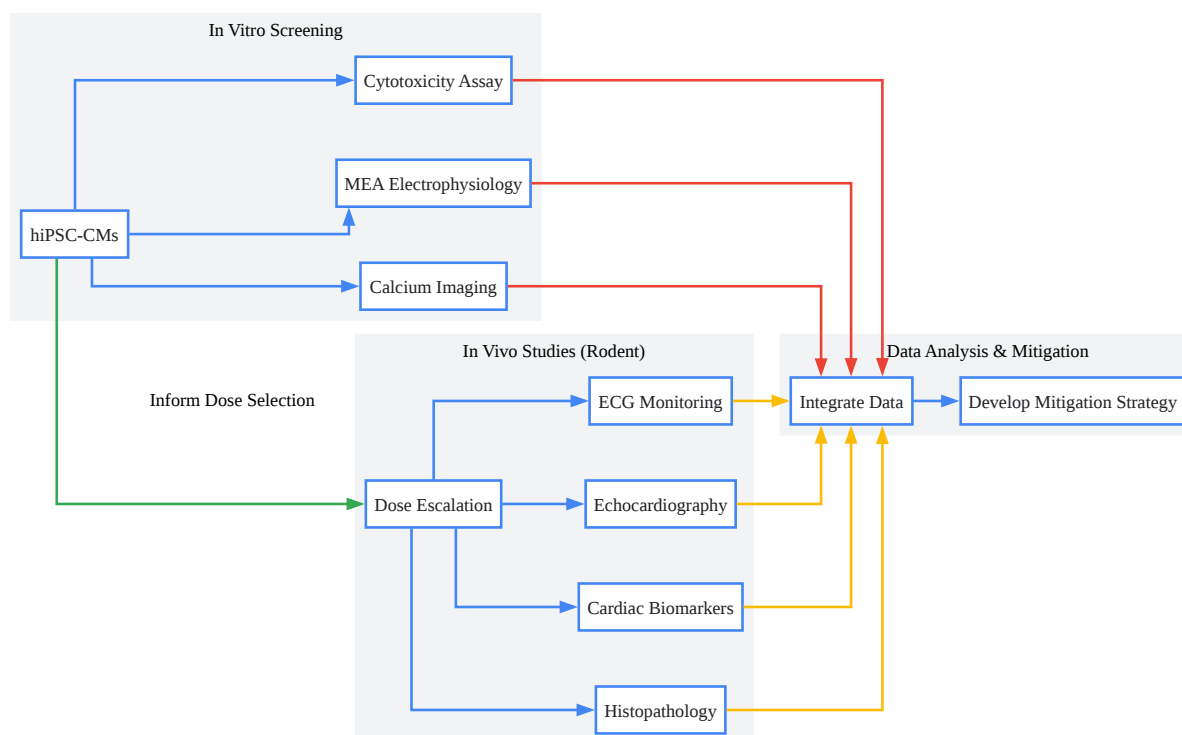 In Vitro Screening
Cytotoxicity Assay
MEA Electrophysiology
hiPSC-CMs
Calcium Imaging
In Vivo Studies (Rodent)
Data Analysis & Mitigation
Inform Dose Selection
ECG Monitoring
Integrate Data
Develop Mitigation Strategy
Dose Escalation
Echocardiography
Cardiac Biomarkers
Histopathology